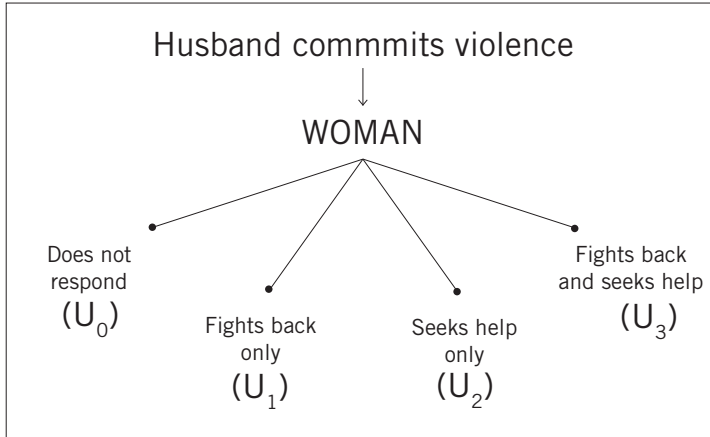 Husband commmits violence
WOMAN
Does not
respond
(U₀)
Fights back
only
(U₁)
Seeks help
only
(U₂)
Fights back
and seeks help
(U₃)